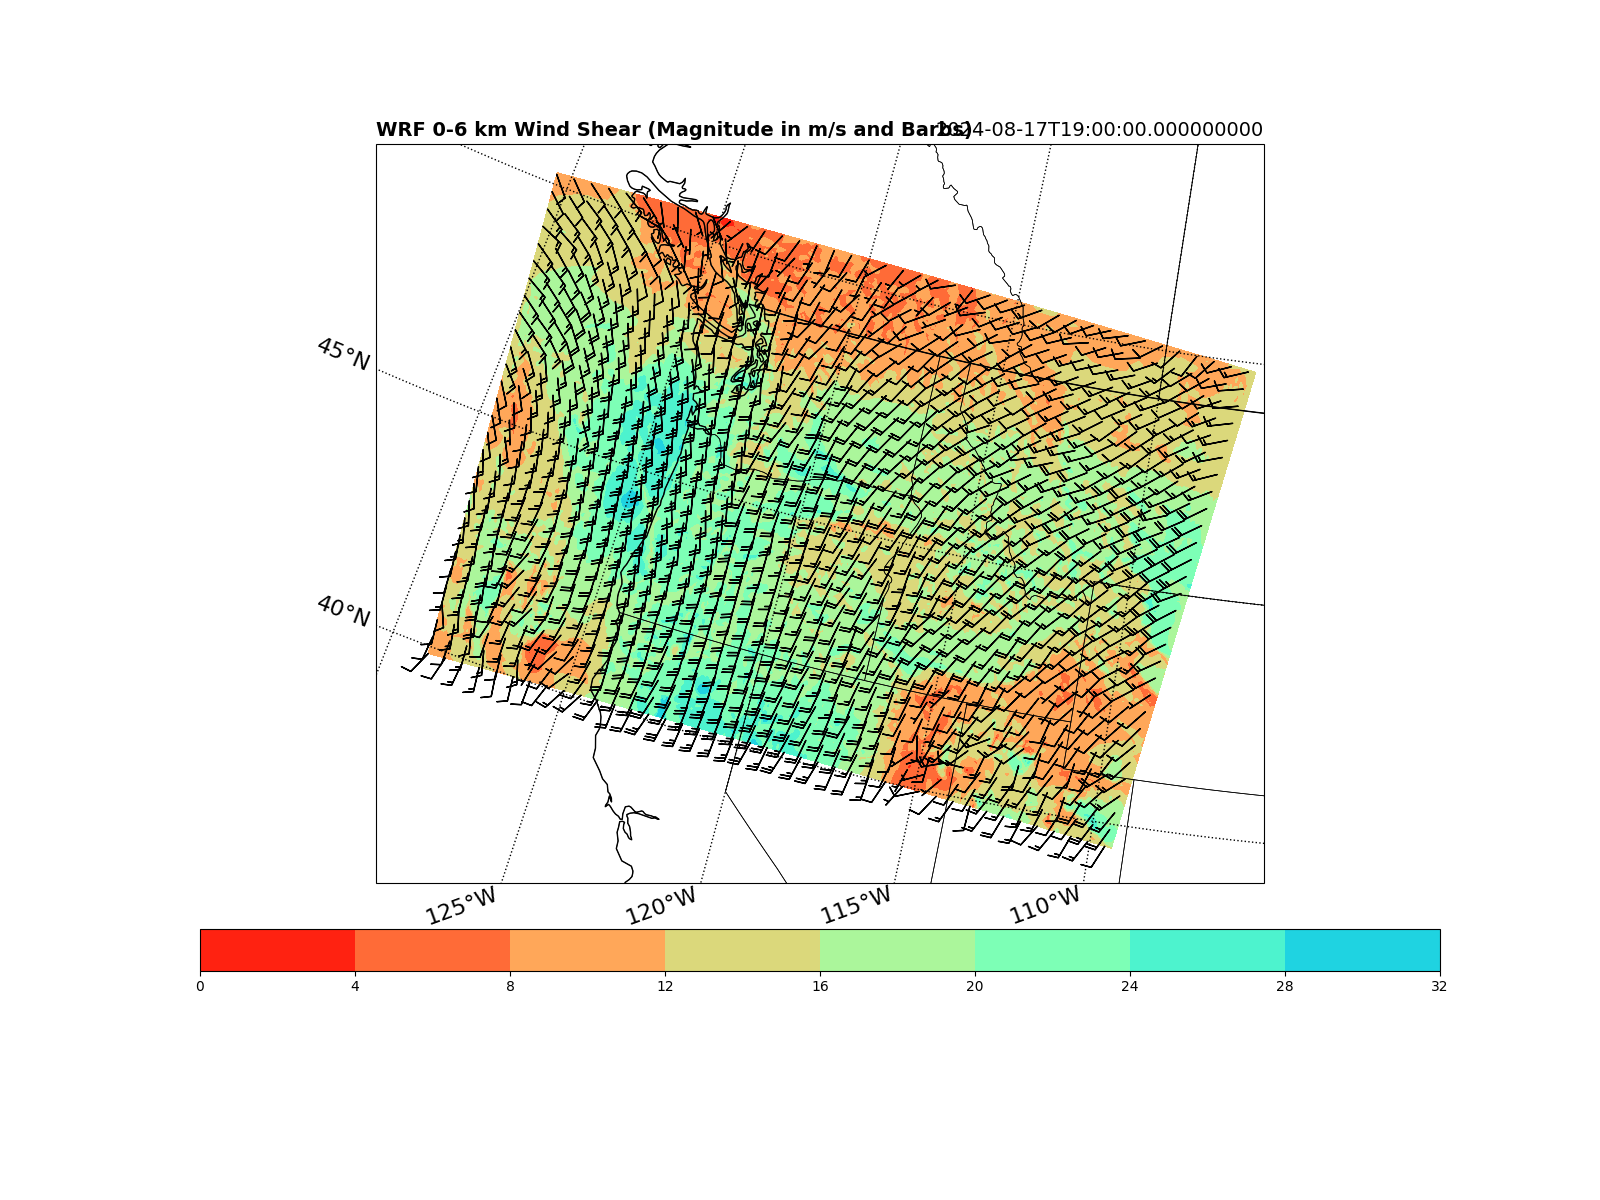 WRF 0-6 km Wind Shear (Magnitude in m/s and Barbs) 2024-08-17T19:00:00.000000000
45°N
40°N
125°W 120°W 115°W 110°W
0 4 8 12 16 20 24 28 32